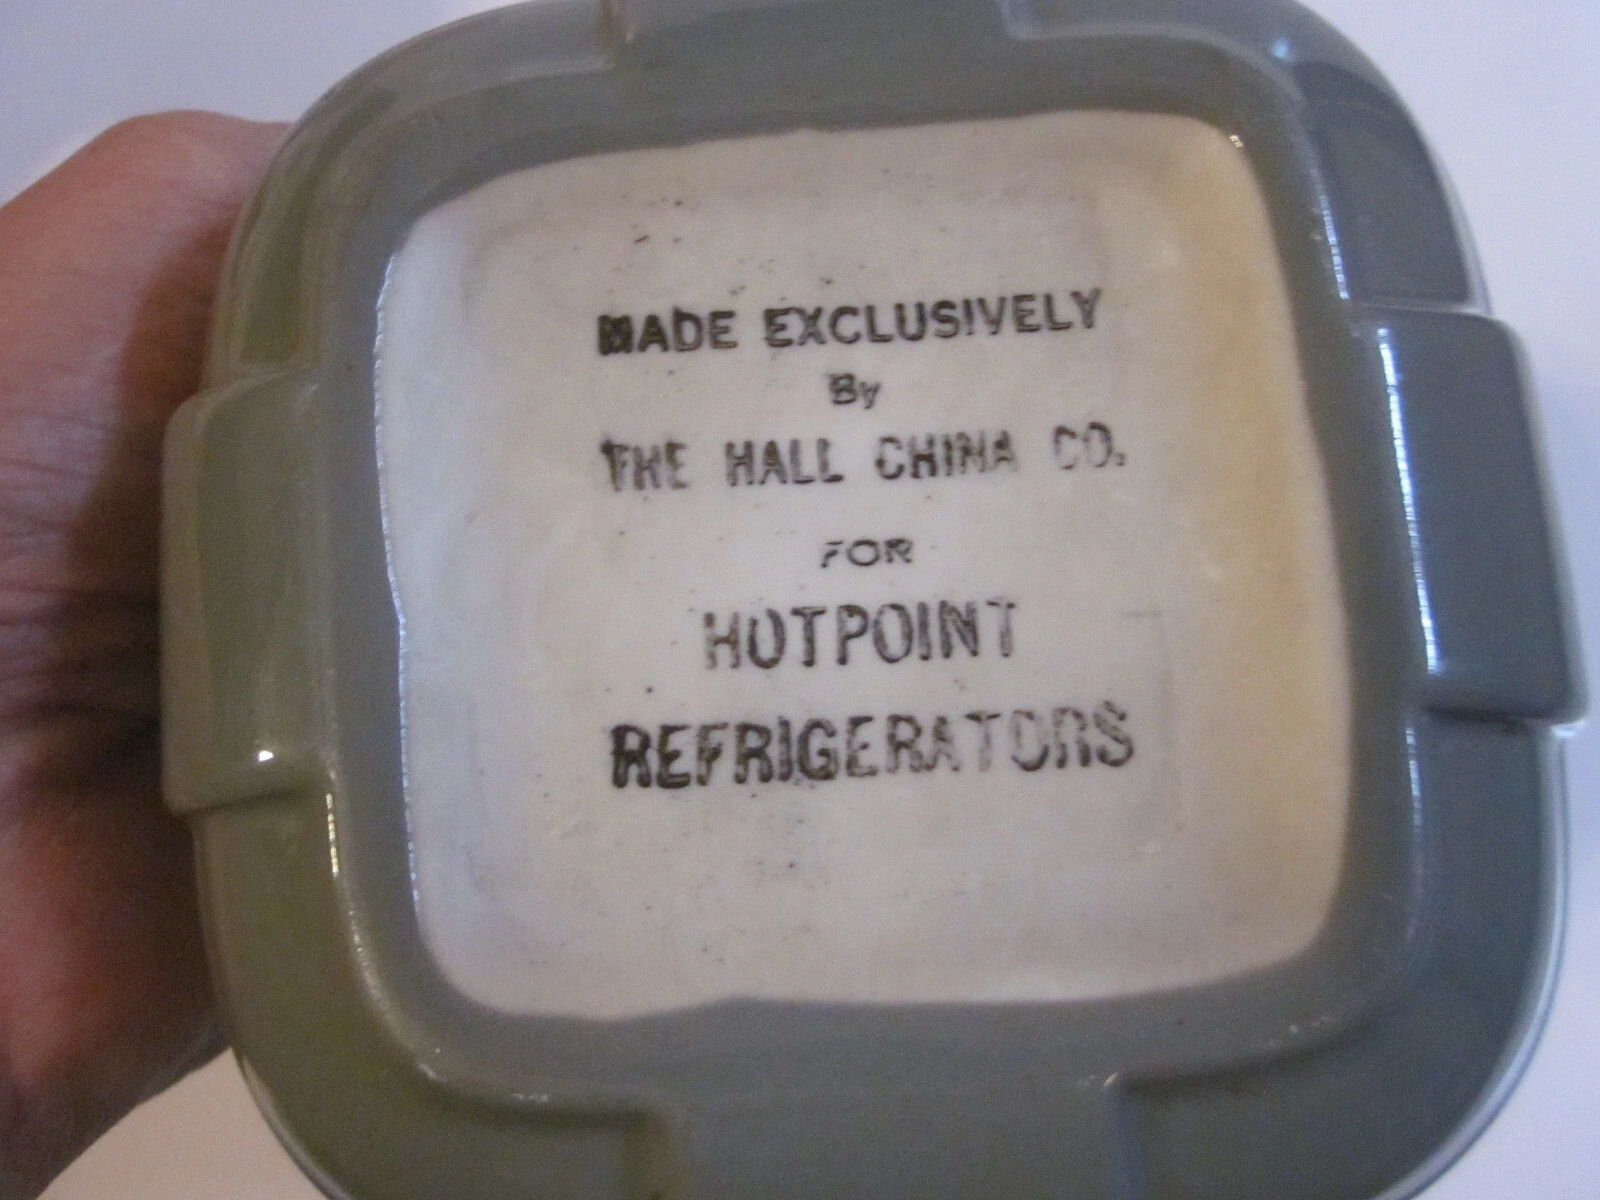 MADE EXCLUSIVELY
By
THE HALL CHINA CO.
FOR
HOTPOINT
REFRIGERATORS